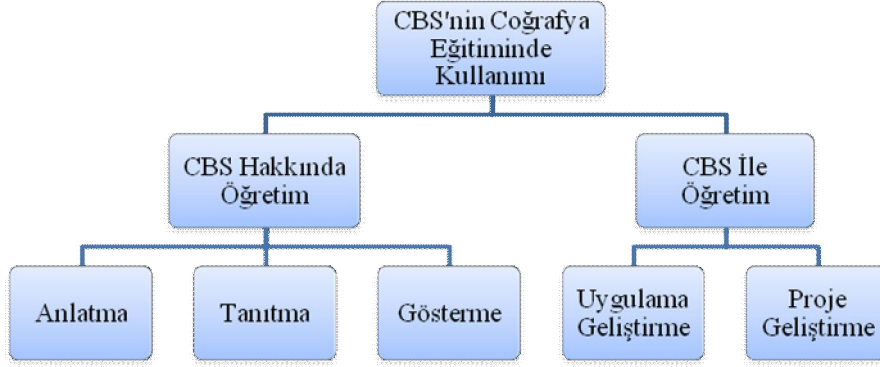 CBS'nin Coğrafya
Eğitiminde
Kullanımı
CBS Hakkında
Öğretim
CBS İle
Öğretim
Anlatma
Tanıtma
Gösterme
Uygulama
Geliştirme
Proje
Geliştirme